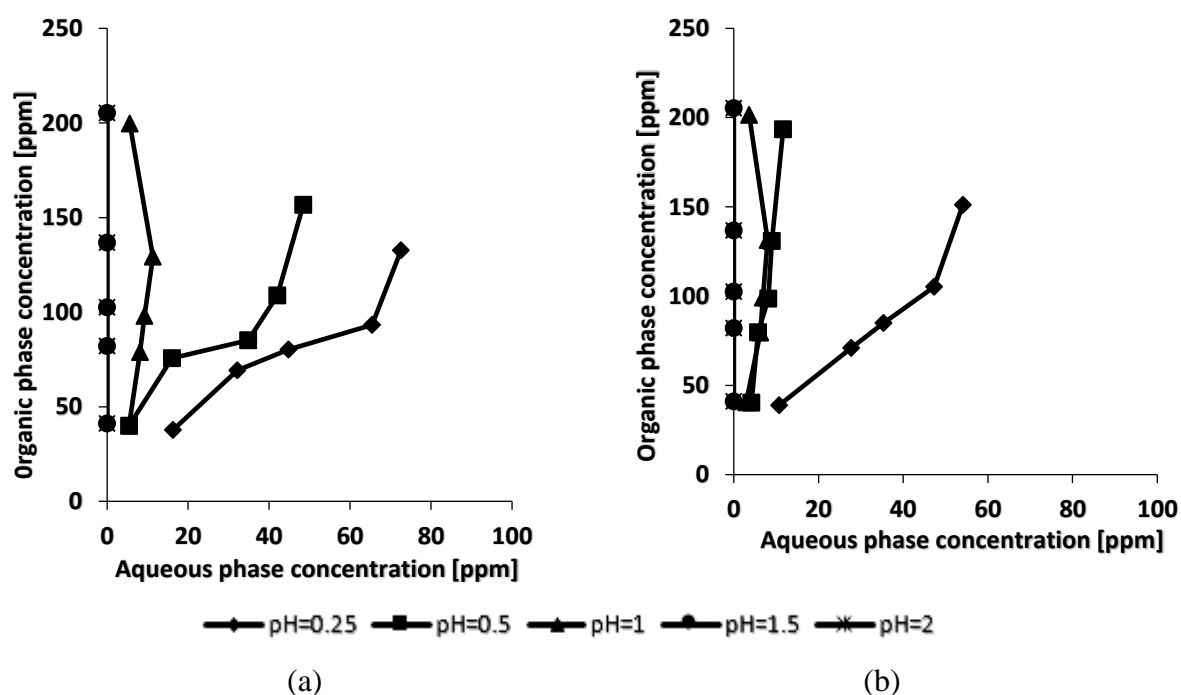 250
200
150
100
50
0
0rganic phase concentration [ppm]
0 20 40 60 80 100
Aqueous phase concentration [ppm]
250
200
150
100
50
0
Organic phase concentration [ppm]
0 20 40 60 80 100
Aqueous phase concentration [ppm]
pH=0.25 pH=0.5 pH=1 pH=1.5 pH=2
(a) (b)